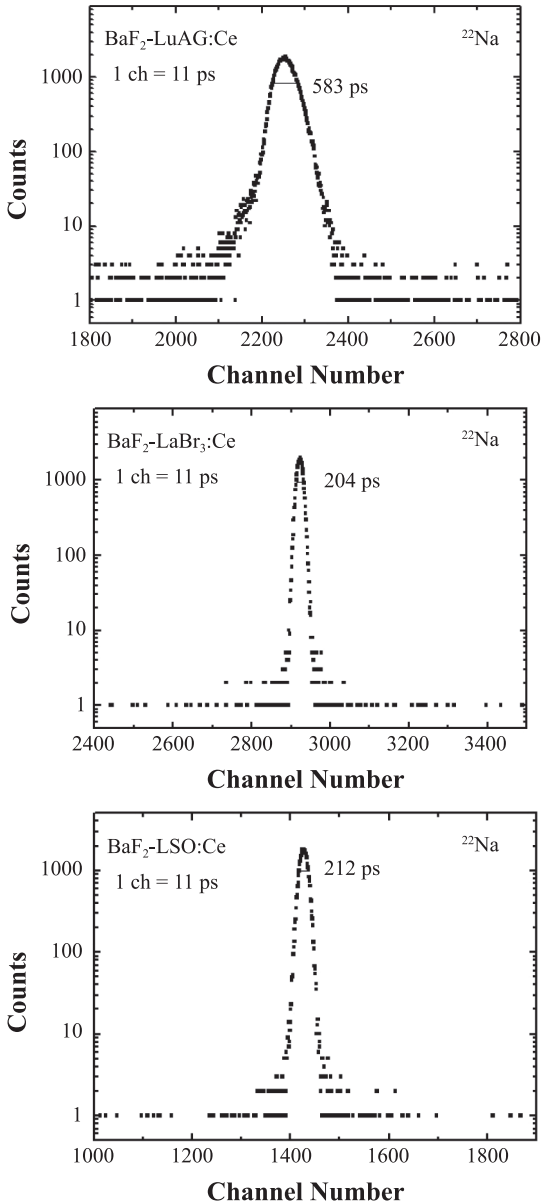 BaF₂-LuAG:Ce ²²Na
1 ch = 11 ps
583 ps
1000
100
10
1
Counts
1800 2000 2200 2400 2600 2800
Channel Number
BaF₂-LaBr₃:Ce ²²Na
1 ch = 11 ps
204 ps
1000
100
10
1
Counts
2400 2600 2800 3000 3200 3400
Channel Number
BaF₂-LSO:Ce ²²Na
1 ch = 11 ps
212 ps
1000
100
10
1
Counts
1000 1200 1400 1600 1800
Channel Number